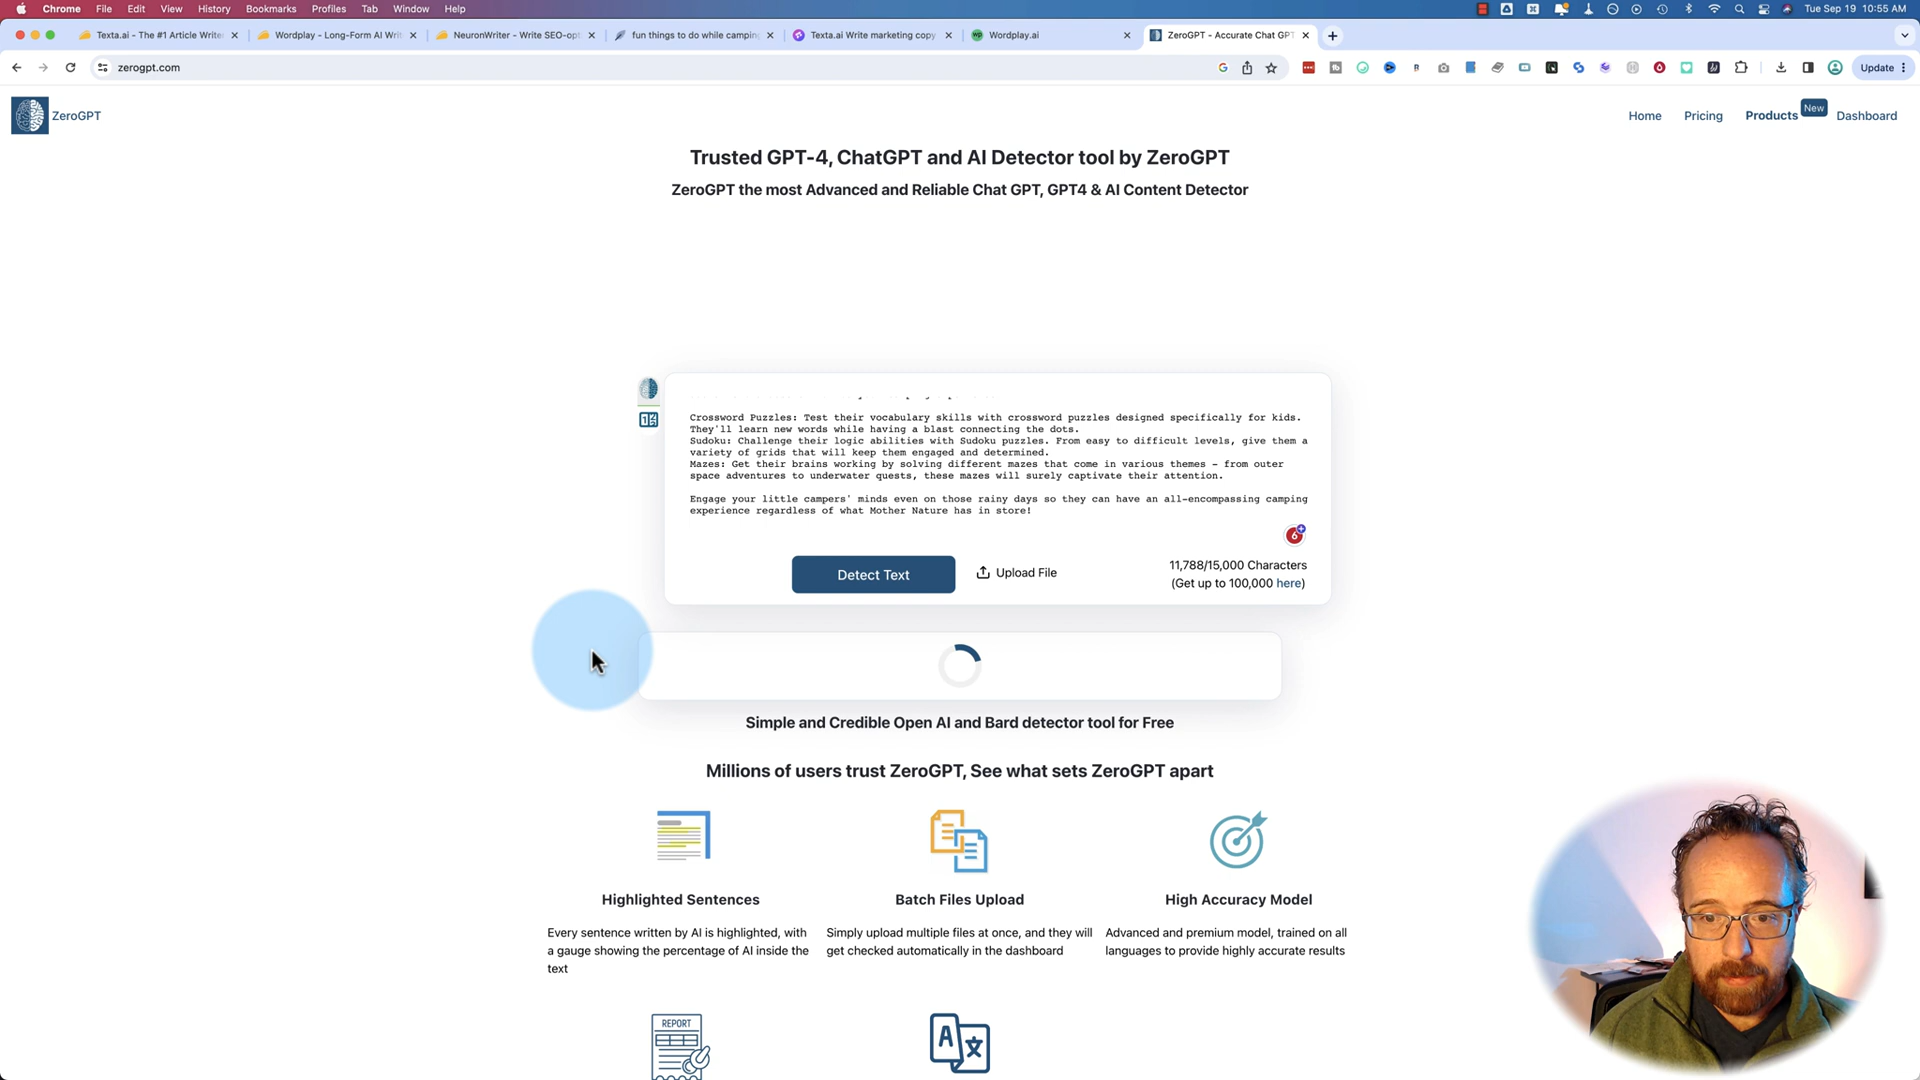 Chrome File Edit View History Bookmarks Profiles Tab Window Help
Tue Sep 19 10:55 AM
Texta.ai - The #1 Article Write
Wordplay - Long-Form AI Writ
NeuronWriter - Write SEO-opt
fun things to do while camping
Texta.ai Write marketing copy
Wordplay.ai
ZeroGPT - Accurate Chat GPT
zerogpt.com
Update
ZeroGPT
Home
Pricing
Products
New
Dashboard
Trusted GPT-4, ChatGPT and AI Detector tool by ZeroGPT
ZeroGPT the most Advanced and Reliable Chat GPT, GPT4 & AI Content Detector
Crossword Puzzles: Test their vocabulary skills with crossword puzzles designed specifically for kids.
They'll learn new words while having a blast connecting the dots.
Sudoku: Challenge their logic abilities with Sudoku puzzles. From easy to difficult levels, give them a
variety of grids that will keep them engaged and determined.
Mazes: Get their brains working by solving different mazes that come in various themes - from outer
space adventures to underwater quests, these mazes will surely captivate their attention.
Engage your little campers' minds even on those rainy days so they can have an all-encompassing camping
experience regardless of what Mother Nature has in store!
6
Detect Text
Upload File
11,788/15,000 Characters
(Get up to 100,000 here)
Simple and Credible Open AI and Bard detector tool for Free
Millions of users trust ZeroGPT, See what sets ZeroGPT apart
Highlighted Sentences
Every sentence written by AI is highlighted, with
a gauge showing the percentage of AI inside the
text
Batch Files Upload
Simply upload multiple files at once, and they will
get checked automatically in the dashboard
High Accuracy Model
Advanced and premium model, trained on all
languages to provide highly accurate results
REPORT
A 文